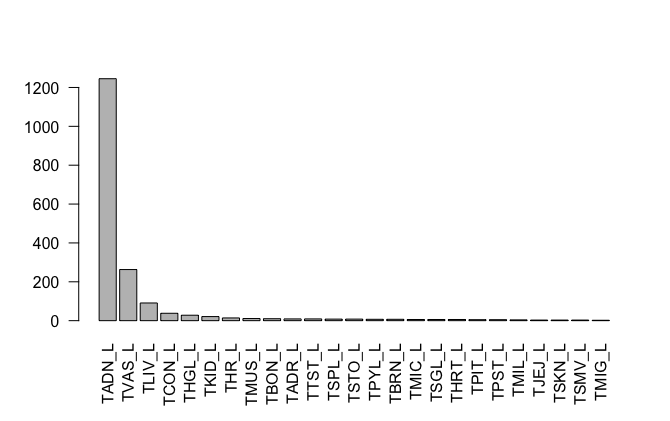 1200
1000
800
600
400
200
0
TADN_L
TVAS_L
TLIV_L
TCON_L
THGL_L
TKID_L
THR_L
TMUS_L
TBON_L
TADR_L
TTST_L
TSPL_L
TSTO_L
TPYL_L
TBRN_L
TMIC_L
TSGL_L
THRT_L
TPIT_L
TPST_L
TMIL_L
TJEJ_L
TSKN_L
TSMV_L
TMIG_L